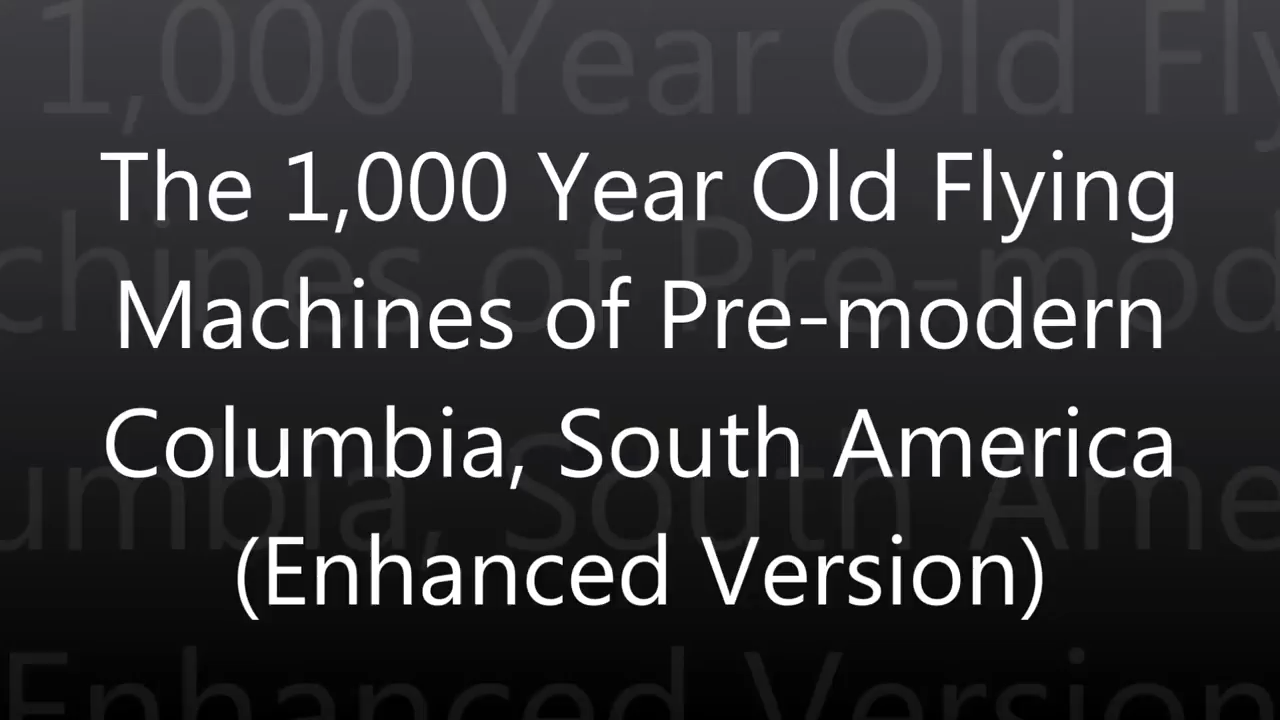 The 1,000 Year Old Flying
Machines of Pre-modern
Columbia, South America
(Enhanced Version)